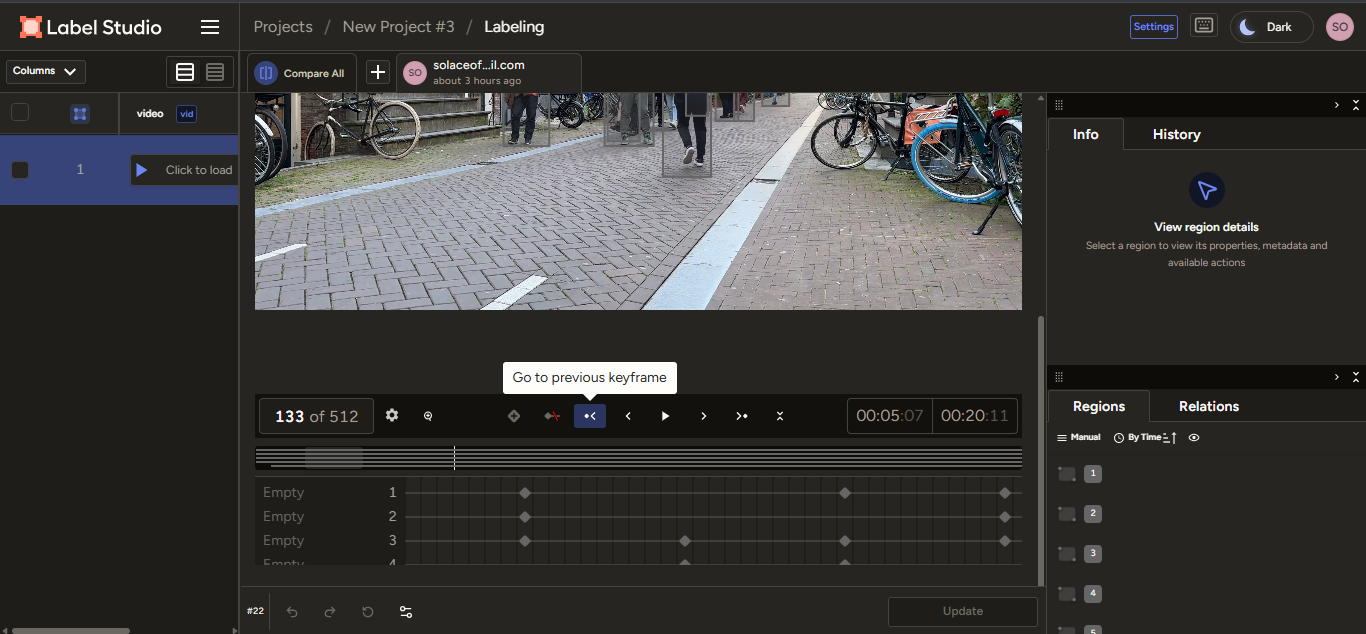 Label Studio
Projects / New Project #3 / Labeling
Settings
Dark
SO
Columns
Compare All
SO
solaceof...il.com
about 3 hours ago
video
vid
1
Click to load
Info
History
View region details
Select a region to view its properties, metadata and
available actions
Go to previous keyframe
133 of 512
00:05:07
00:20:11
Empty 1
Empty 2
Empty 3
Empty 4
Regions
Relations
Manual
By Time
1
2
3
4
5
#22
Update